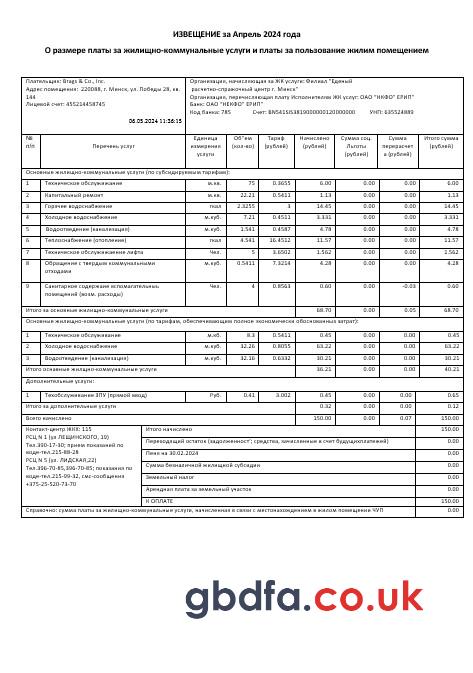 ИЗВЕЩЕНИЕ за Апрель 2024 года
О размере платы за жилищно-коммунальные услуги и платы за пользование жилим помещением
Плательщик: Brags & Co., Inc.
Адрес помещения: 220088, г. Минск, ул. Победы 28, кв. 144
Лицевой счет: 455214458745
06.05.2024 11:36:15
Организация, начисляющая за ЖК услуги: Филиал "Единый
расчетно-справочный центр г. Минск"
Организация, перечисляющая плату Исполнителям ЖК услуг: ОАО "НКФО" ЕРИП"
Банк: ОАО "НЕКФО" ЕРИП"
Код банка: 785 УНП: 635524889
№ п/п Перечень услуг Единица измерения услуги Об"ем (кол-во) Тариф (рублей) Начислено (рублей) Сумма соц. Льготы (рублей) Сумма перерасчета (рублей) Итого сумма (рублей)
Основные жилищно-коммунальные услуги (по субсидируемым тарифам):
1 Техническое обслуживание м.кв. 75 0.3655 6.00 0.00 0.00 6.00
2 Капитальный ремонт м.кв. 22.21 0.5411 1.13 0.00 0.00 1.13
3 Горячее водоснабжение гкал 2.3255 3 14.45 0.00 0.00 14.45
4 Холодное водоснабжение м.куб. 7.21 0.4511 3.331 0.00 0.00 3.331
5 Водоотведение (канализация) м.куб. 1.541 0.4587 4.78 0.00 0.00 4.78
6 Теплоснабжение (отопление) гкал 4.541 16.4512 11.57 0.00 0.00 11.57
7 Техническое обслуживание лифта Чел. 5 3.6502 1.562 0.00 0.00 1.562
8 Обращение с твердым коммунальными отходами м.куб. 0.5411 7.3214 4.28 0.00 0.00 4.28
9 Санитарное содержание вспомагательных помещений (возм. расходы) Чел. 4 0.8563 0.60 0.00 -0.03 0.60
Итого за основные жилищно-коммунальные услуги 68.70 0.00 0.05 68.70
Основные жилищно-коммунальные услуги (по тарифам, обеспечивающем полное экономически обоснованных затрат):
1 Техническое обслуживание м.кб. 8.3 0.5411 0.45 0.00 0.00 0.45
2 Холодное водоснабжение м.куб. 32.26 0.8055 63.22 0.00 0.00 63.22
3 Водоотведение (канализация) м.куб. 32.16 0.6332 30.21 0.00 0.00 30.21
Итого основные жилищно-коммунальные услуги 36.21 0.00 0.00 40.21
Дополнительные услуги:
1 Техобслуживание ЗПУ (прямой ввод) Руб. 0.41 3.002 0.45 0.00 0.00 0.65
Итого за дополнительные услуги 0.32 0.00 0.00 0.12
Всего начислено 150.00 0.00 0.07 150.00
Контакт-центр ЖКХ: 115
РСЦ N 1 (ул ЛЕЩИНСКОГО, 19)
Тел.390-17-30; прием показаний по
воде-тел.215-88-28
РСЦ N 5 (ул. ЛИДСКАЯ,22)
Тел.396-70-85,396-70-85; показания по
воде-тел.215-99-32, смс-сообщения
+375-25-520-73-70
Итого начислено 150.00
Переходящий остаток (задолженност'; средства, зачисленные в счет будущихплатежей) 0.00
Пеня на 30.02.2024 0.00
Сумма безналичной жилищной субсидии 0.00
Земельный налог 0.00
Арендная плата за земельный участок 0.00
К ОПЛАТЕ 150.00
Справочно: сумма платы за жилищно-коммунальные услуги, начисленная в связи с местонахождением в жилом помещении ЧУП 0.00
gbdfa.co.uk